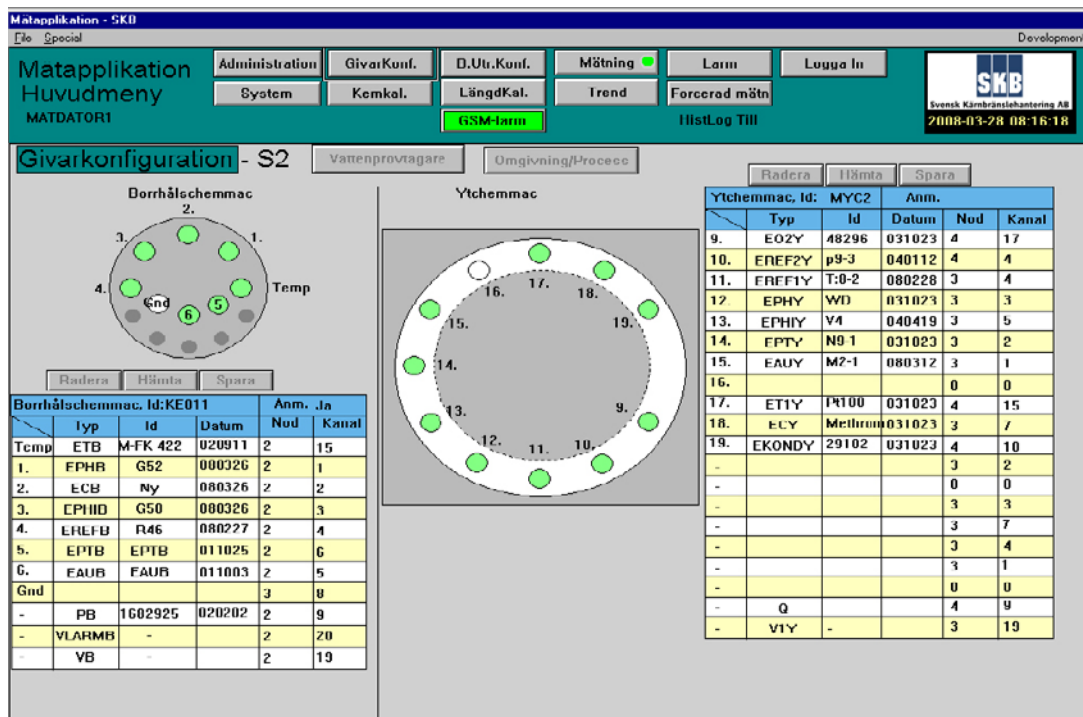 Mätapplikation - SKB
File Special Development
Matapplikation
Huvudmeny
MATDATOR1
Administration GivarKonf. D.Utr.Konf. Mätning Larm Logga In
System Kemkal. LängdKal. Trend Forcerad mätn
GSM-larm HistLog Till
SKB
Svensk Kärnbränslehantering AB
2008-03-28 08:16:18
Givarkonfiguration - S2 Vattenprovtagare Omgivning/Process
Borrhålschemmac
2.
3. 1.
4. Gnd 6 5 Temp
Radera Hämta Spara
Borrhålschemmac, Id:KE011 Anm. Ja
Typ Id Datum Nod Kanal
Temp ETB M-FK 422 020911 2 15
1. EPHB G52 080326 2 1
2. ECB Ny 080326 2 2
3. EPHID G50 080326 2 3
4. EREFB R46 080227 2 4
5. EPTB EPTB 011025 2 6
6. EAUB EAUB 011003 2 5
Gnd 3 8
- PB 1602925 020202 2 9
- VLARMB - 2 20
- VB - 2 19
Ytchemmac
17.
16. 18.
15. 19.
14.
13. 9.
12. 11. 10.
Radera Hämta Spara
Ytchemmac, Id: MYC2 Anm.
Typ Id Datum Nod Kanal
9. EO2Y 48296 031023 4 17
10. EREF2Y p9-3 040112 4 4
11. EREF1Y T:0-2 080228 3 4
12. EPHY WD 031023 3 3
13. EPHIY V4 040419 3 5
14. EPTY N9-1 031023 3 2
15. EAUY M2-1 080312 3 1
16. 0 0
17. ET1Y Pt100 031023 4 15
18. ECY Methrom 031023 3 7
19. EKONDY 29102 031023 4 10
- 3 2
- 0 0
- 3 3
- 3 7
- 3 4
- 3 1
- 0 0
- Q 4 9
- V1Y - 3 19